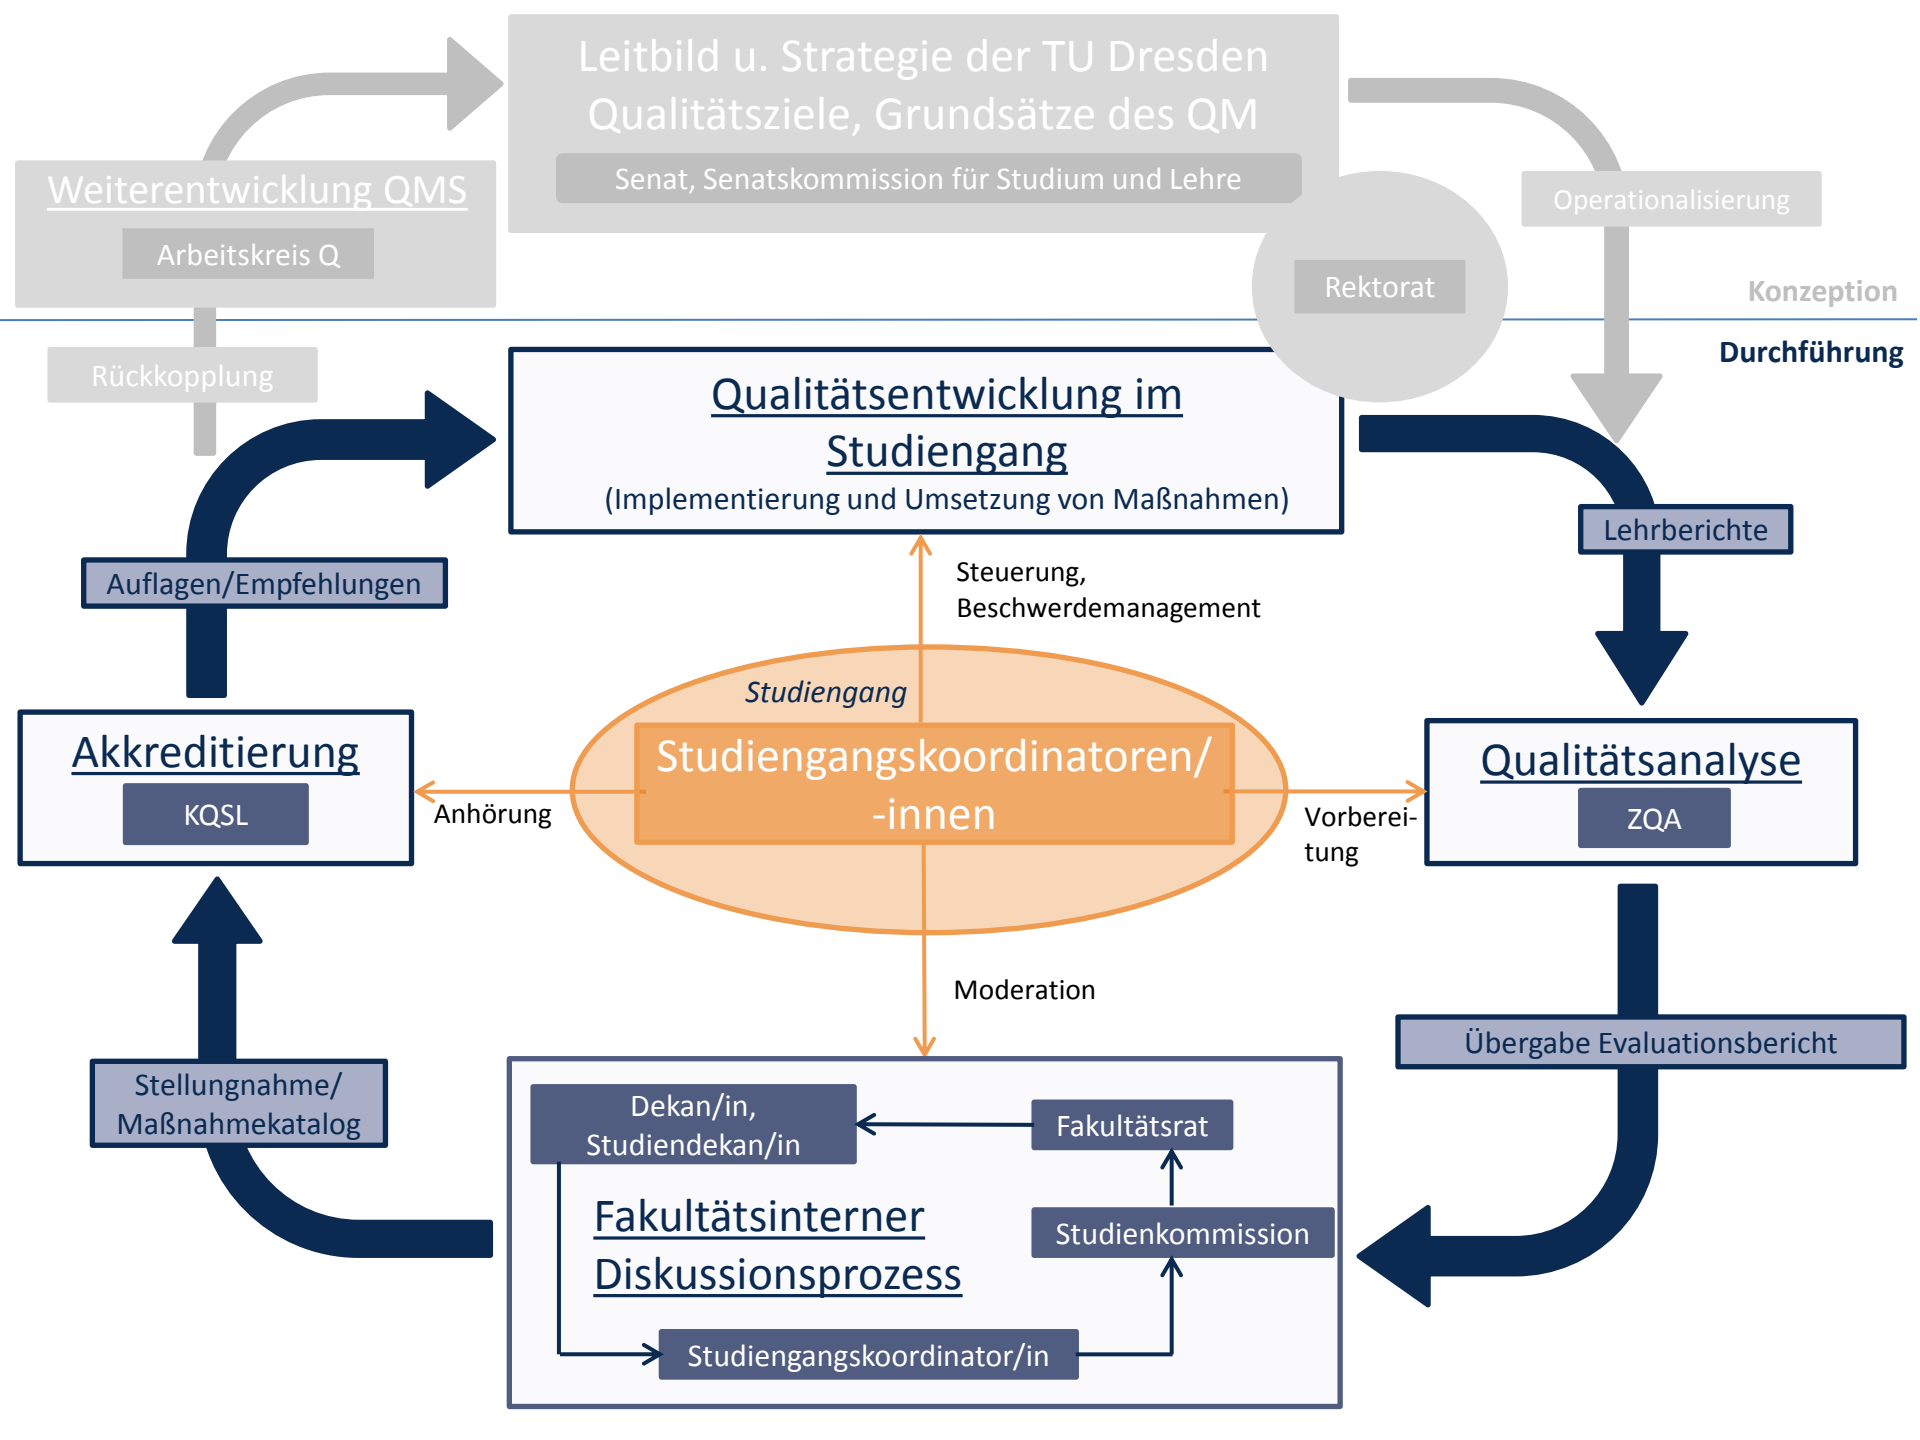 Leitbild u. Strategie der TU Dresden
Qualitätsziele, Grundsätze des QM
Senat, Senatskommission für Studium und Lehre
Weiterentwicklung QMS
Arbeitskreis Q
Operationalisierung
Rektorat
Konzeption
Durchführung
Rückkopplung
Qualitätsentwicklung im
Studiengang
(Implementierung und Umsetzung von Maßnahmen)
Lehrberichte
Auflagen/Empfehlungen
Steuerung,
Beschwerdemanagement
Studiengang
Studiengangskoordinatoren/
-innen
Akkreditierung
KQSL
Anhörung
Vorberei-
tung
Qualitätsanalyse
ZQA
Moderation
Übergabe Evaluationsbericht
Stellungnahme/
Maßnahmekatalog
Dekan/in,
Studiendekan/in
Fakultätsrat
Fakultätsinterner
Diskussionsprozess
Studienkommission
Studiengangskoordinator/in